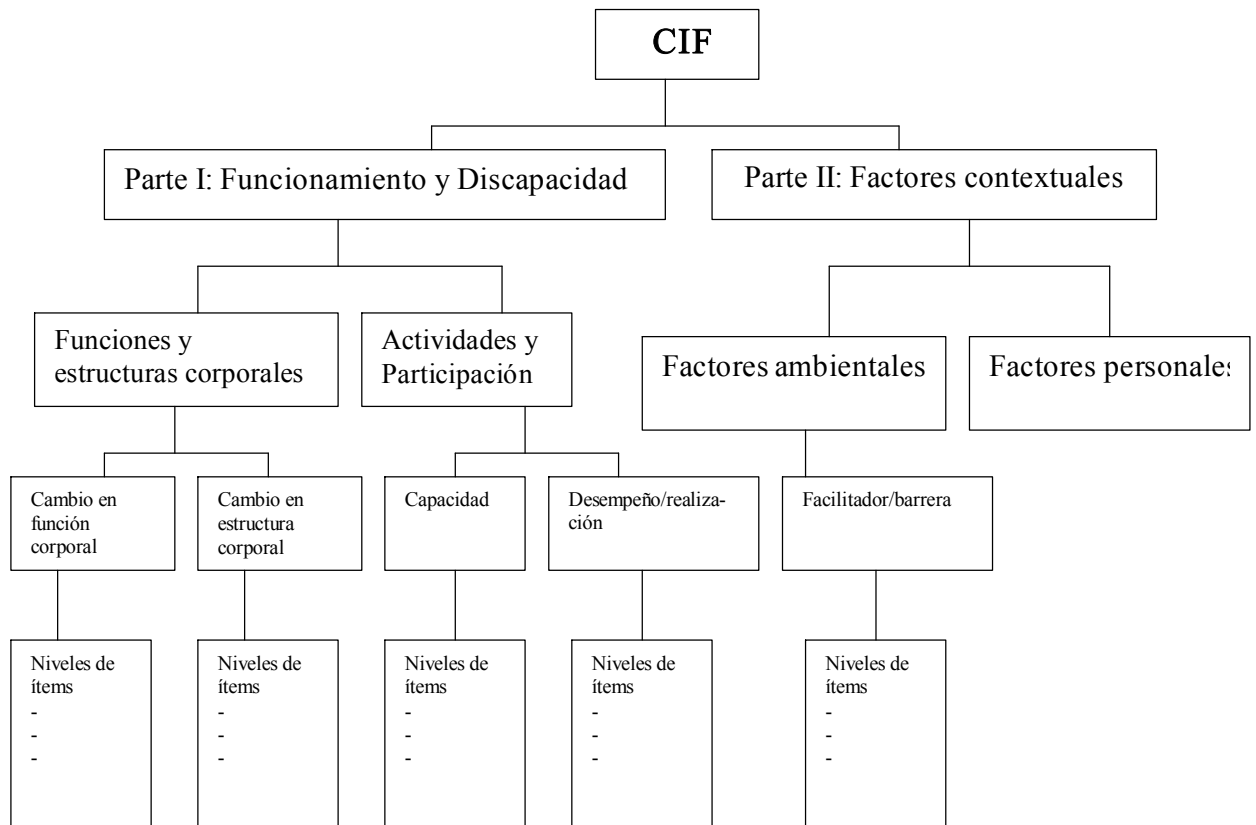 CIF
Parte I: Funcionamiento y Discapacidad
Parte II: Factores contextuales
Funciones y
estructuras corporales
Actividades y
Participación
Factores ambientales
Factores personales
Cambio en
función
corporal
Cambio en
estructura
corporal
Capacidad
Desempeño/realiza-
ción
Facilitador/barrera
Niveles de
ítems
-
-
-
Niveles de
ítems
-
-
-
Niveles de
ítems
-
-
-
Niveles de
ítems
-
-
-
Niveles de
ítems
-
-
-